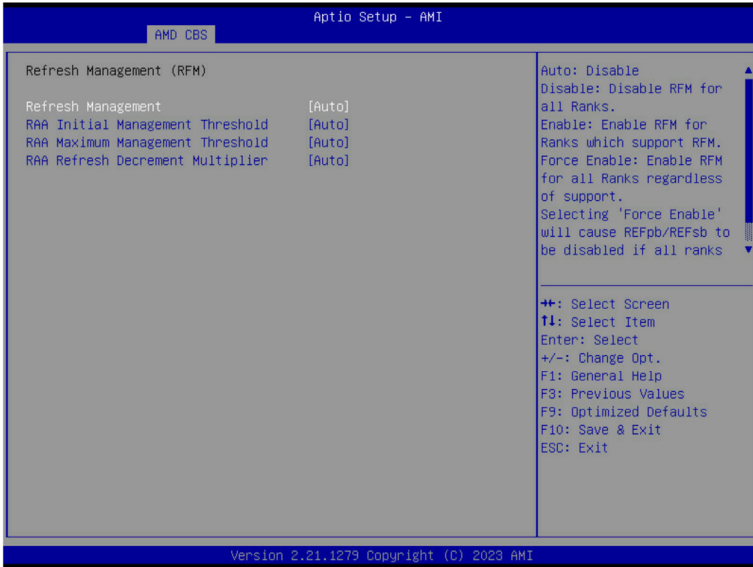 Aptio Setup – AMI
AMD CBS
Refresh Management (RFM)
Refresh Management [Auto]
RAA Initial Management Threshold [Auto]
RAA Maximum Management Threshold [Auto]
RAA Refresh Decrement Multiplier [Auto]
Auto: Disable
Disable: Disable RFM for
all Ranks.
Enable: Enable RFM for
Ranks which support RFM.
Force Enable: Enable RFM
for all Ranks regardless
of support.
Selecting 'Force Enable'
will cause REFpb/REFsb to
be disabled if all ranks
→←: Select Screen
↑↓: Select Item
Enter: Select
+/-: Change Opt.
F1: General Help
F3: Previous Values
F9: Optimized Defaults
F10: Save & Exit
ESC: Exit
Version 2.21.1279 Copyright (C) 2023 AMI